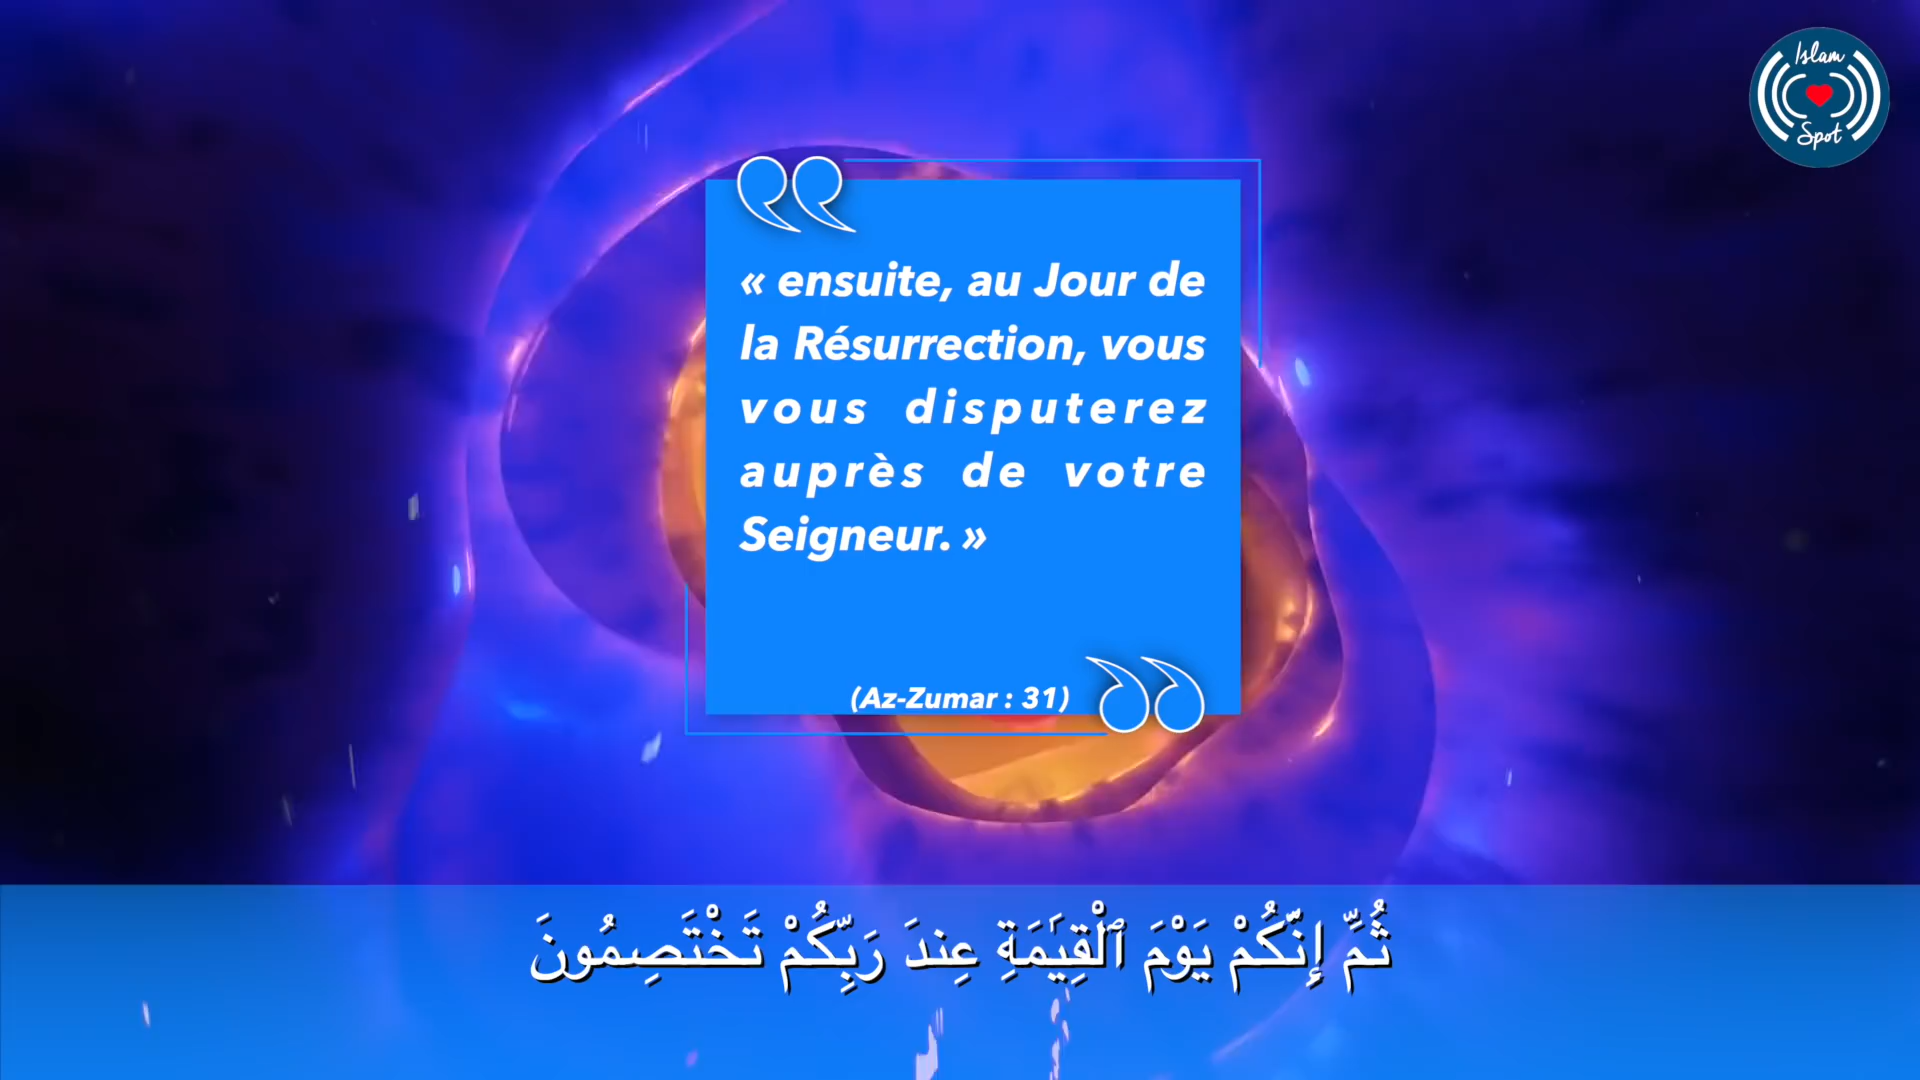 Islam
Spot
« ensuite, au Jour de
la Résurrection, vous
vous disputerez
auprès de votre
Seigneur. »
(Az-Zumar : 31)
ثُمَّ إِنَّكُمْ يَوْمَ ٱلْقِيَٰمَةِ عِندَ رَبِّكُمْ تَخْتَصِمُونَ